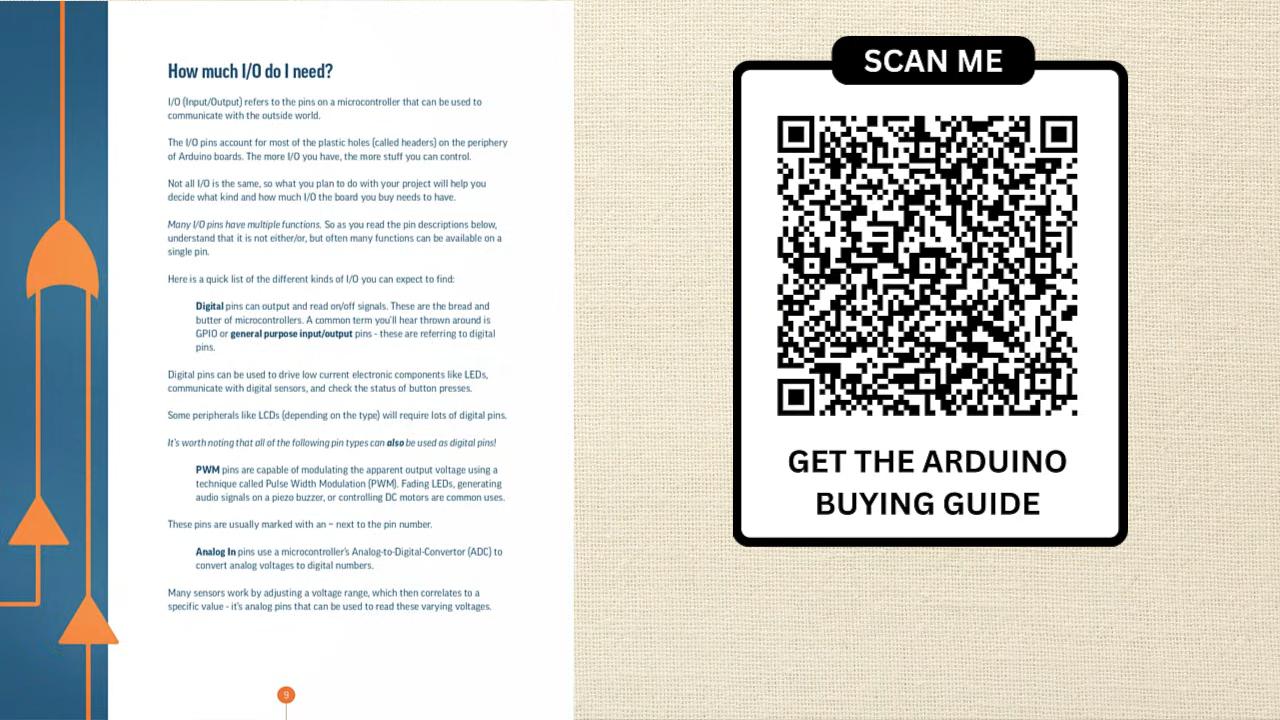 How much I/O do I need?
I/O (Input/Output) refers to the pins on a microcontroller that can be used to
communicate with the outside world.
The I/O pins account for most of the plastic holes (called headers) on the periphery
of Arduino boards. The more I/O you have, the more stuff you can control.
Not all I/O is the same, so what you plan to do with your project will help you
decide what kind and how much I/O the board you buy needs to have.
Many I/O pins have multiple functions. So as you read the pin descriptions below,
understand that it is not either/or, but often many functions can be available on a
single pin.
Here is a quick list of the different kinds of I/O you can expect to find:
Digital pins can output and read on/off signals. These are the bread and
butter of microcontrollers. A common term you'll hear thrown around is
GPIO or general purpose input/output pins - these are referring to digital
pins.
Digital pins can be used to drive low current electronic components like LEDs,
communicate with digital sensors, and check the status of button presses.
Some peripherals like LCDs (depending on the type) will require lots of digital pins.
It's worth noting that all of the following pin types can also be used as digital pins!
PWM pins are capable of modulating the apparent output voltage using a
technique called Pulse Width Modulation (PWM). Fading LEDs, generating
audio signals on a piezo buzzer, or controlling DC motors are common uses.
These pins are usually marked with an ~ next to the pin number.
Analog In pins use a microcontroller's Analog-to-Digital-Convertor (ADC) to
convert analog voltages to digital numbers.
Many sensors work by adjusting a voltage range, which then correlates to a
specific value - it's analog pins that can be used to read these varying voltages.
9
SCAN ME
GET THE ARDUINO
BUYING GUIDE